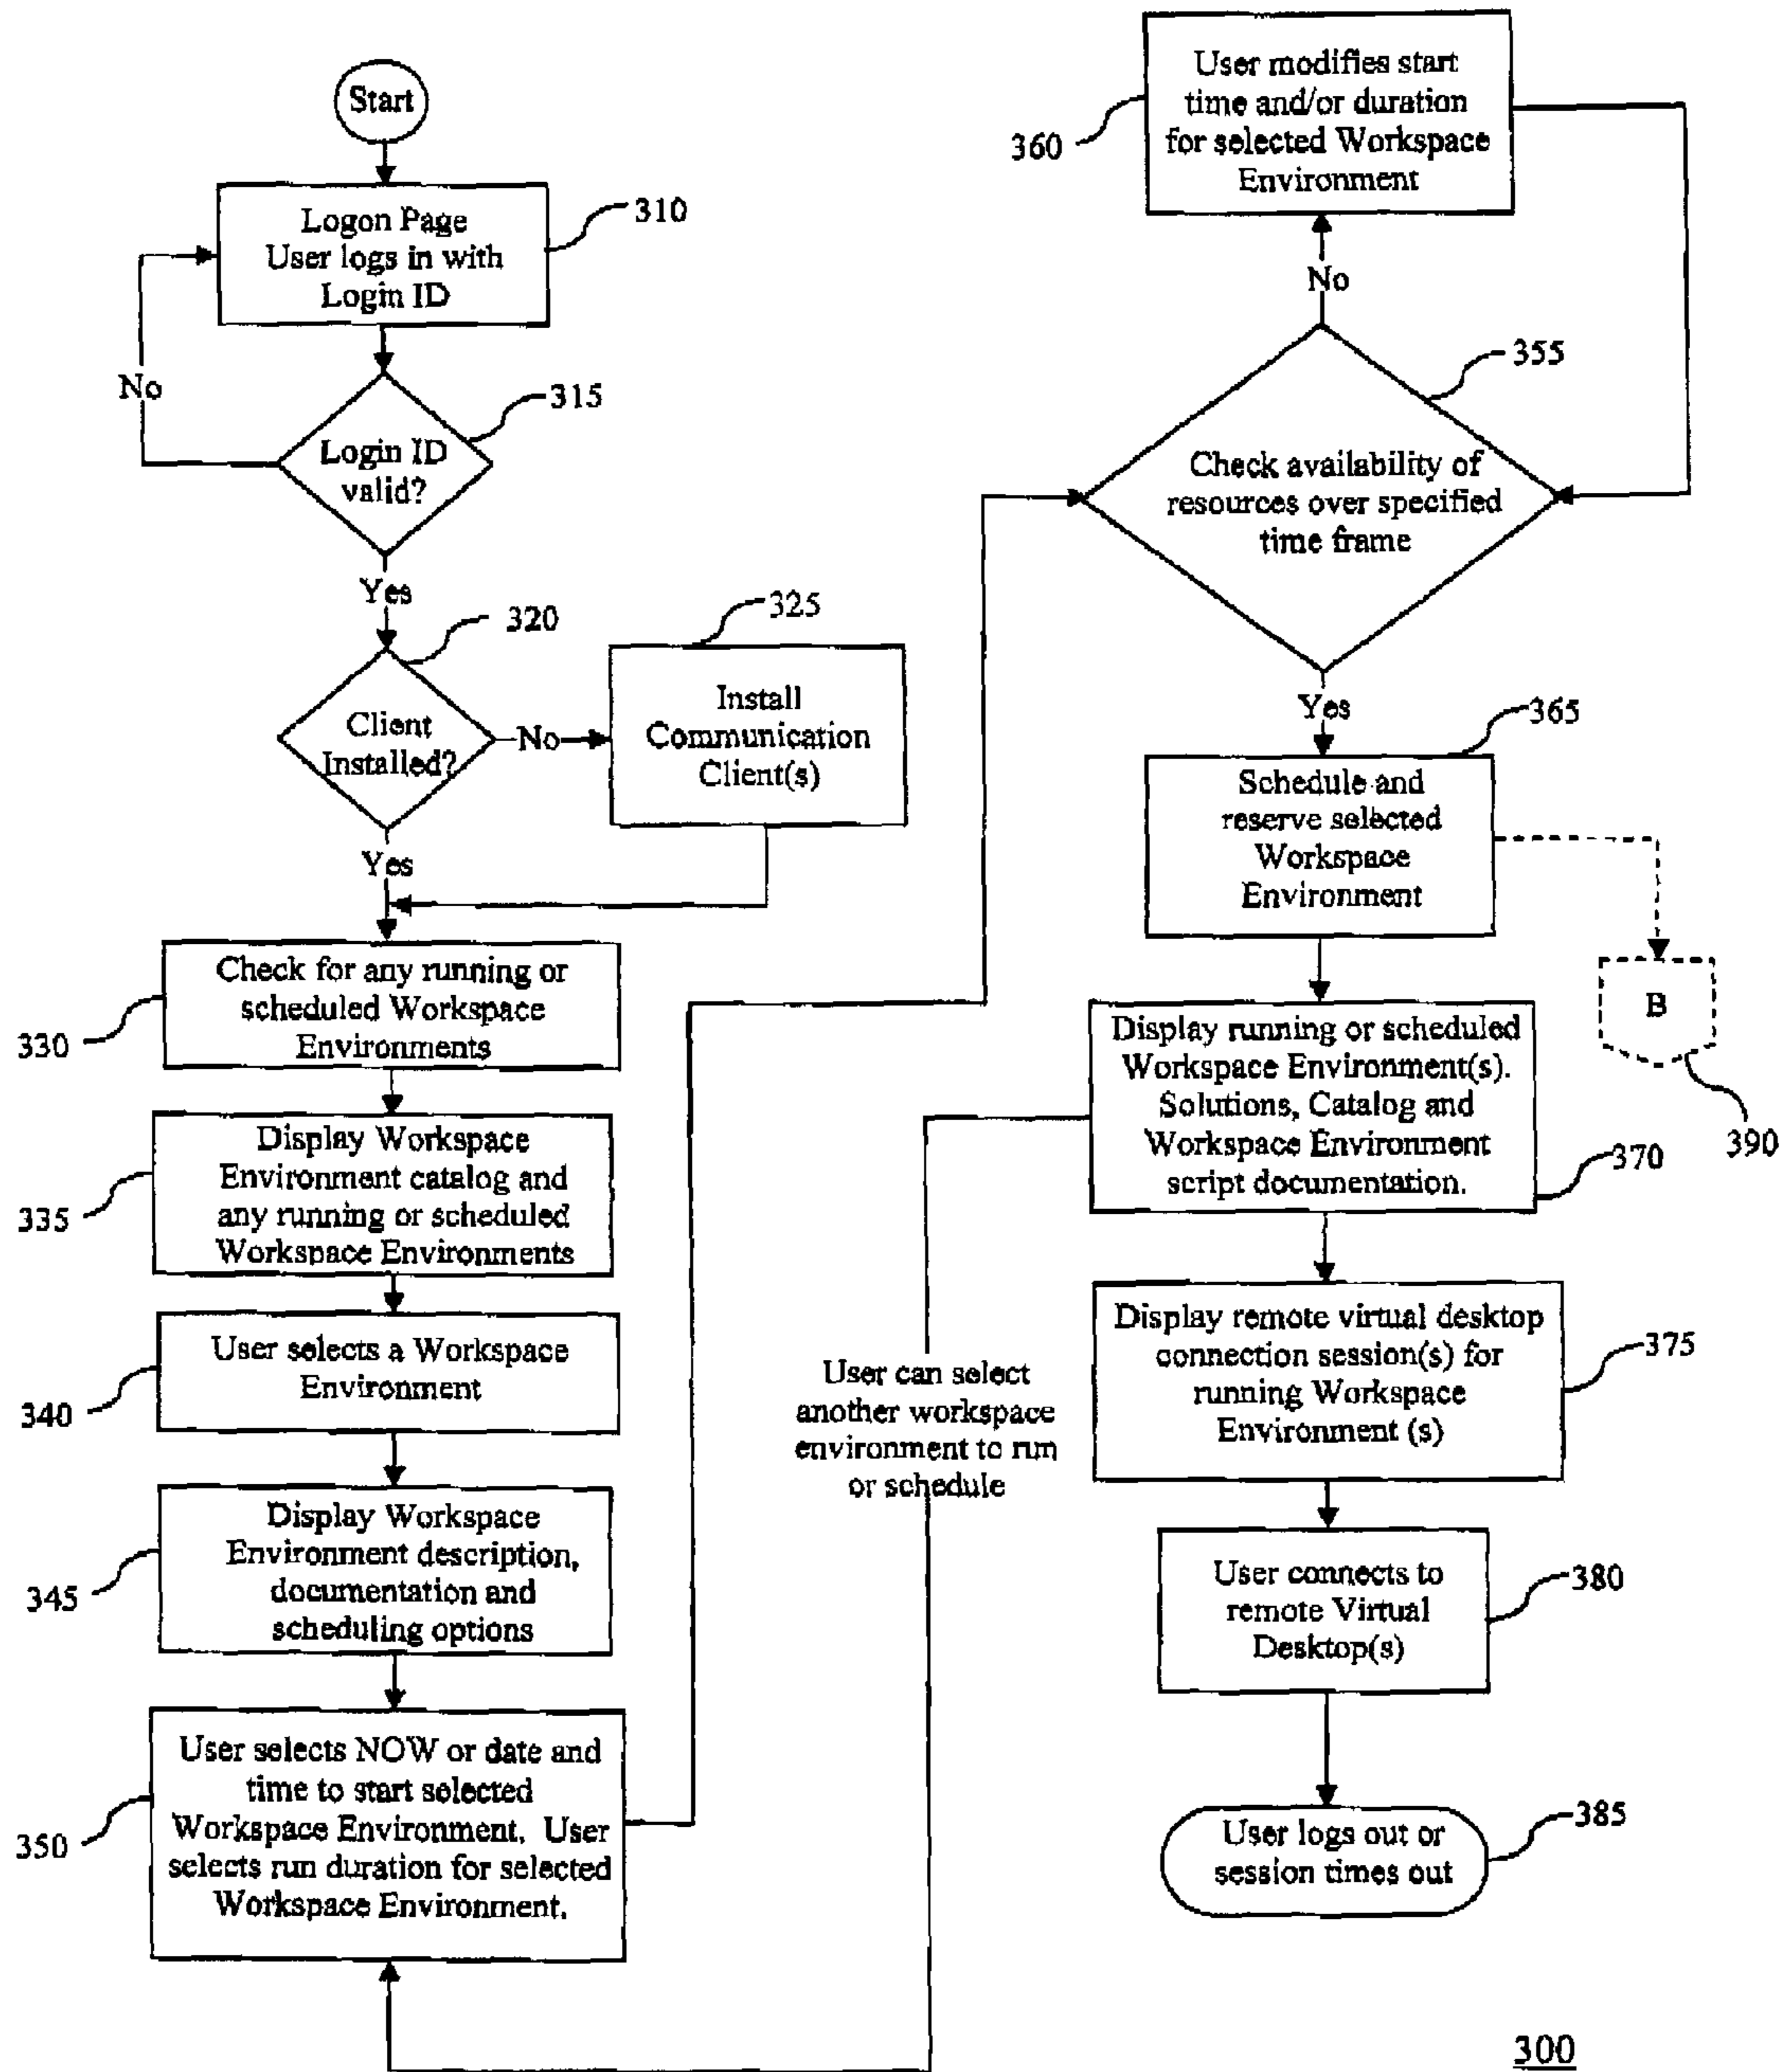 Start
Logon Page
User logs in with
Login ID
310
No
315
Login ID
valid?
Yes
320
Client
Installed?
No
325
Install
Communication
Client(s)
Yes
330
Check for any running or
scheduled Workspace
Environments
335
Display Workspace
Environment catalog and
any running or scheduled
Workspace Environments
340
User selects a Workspace
Environment
345
Display Workspace
Environment description,
documentation and
scheduling options
350
User selects NOW or date and
time to start selected
Workspace Environment. User
selects run duration for selected
Workspace Environment.
360
User modifies start
time and/or duration
for selected Workspace
Environment
No
355
Check availability of
resources over specified
time frame
Yes
365
Schedule and
reserve selected
Workspace
Environment
B
390
Display running or scheduled
Workspace Environment(s).
Solutions, Catalog and
Workspace Environment
script documentation.
370
User can select
another workspace
environment to run
or schedule
Display remote virtual desktop
connection session(s) for
running Workspace
Environment (s)
375
User connects to
remote Virtual
Desktop(s)
380
User logs out or
session times out
385
300